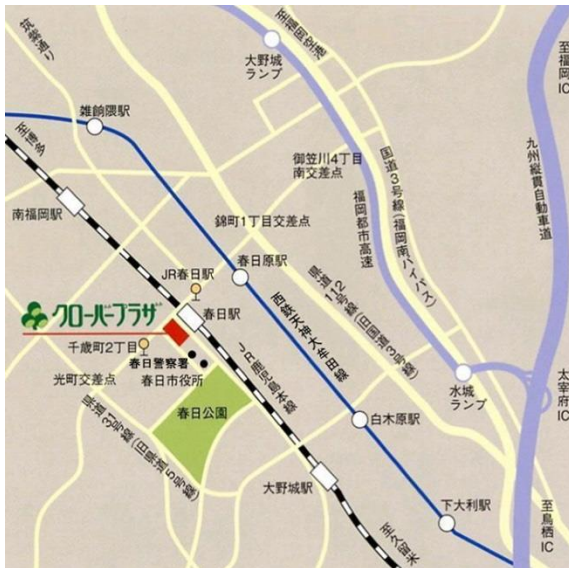 筑紫通り
至福岡空港
大野城
ランプ
至福岡IC
雑餉隈駅
至博多
御笠川4丁目
南交差点
国道3号線(福岡南バイパス)
九州縦貫自動車道
南福岡駅
福岡都市高速
錦町1丁目交差点
JR春日駅
春日原駅
県道112号線(旧国道3号線)
クローバープラザ
春日駅
西鉄天神大牟田線
千歳町2丁目
春日警察署
JR鹿児島本線
光町交差点
春日市役所
水城
ランプ
太宰府IC
春日公園
白木原駅
県道31号線(旧県道5号線)
大野城駅
下大利駅
至鳥栖IC
至久留米